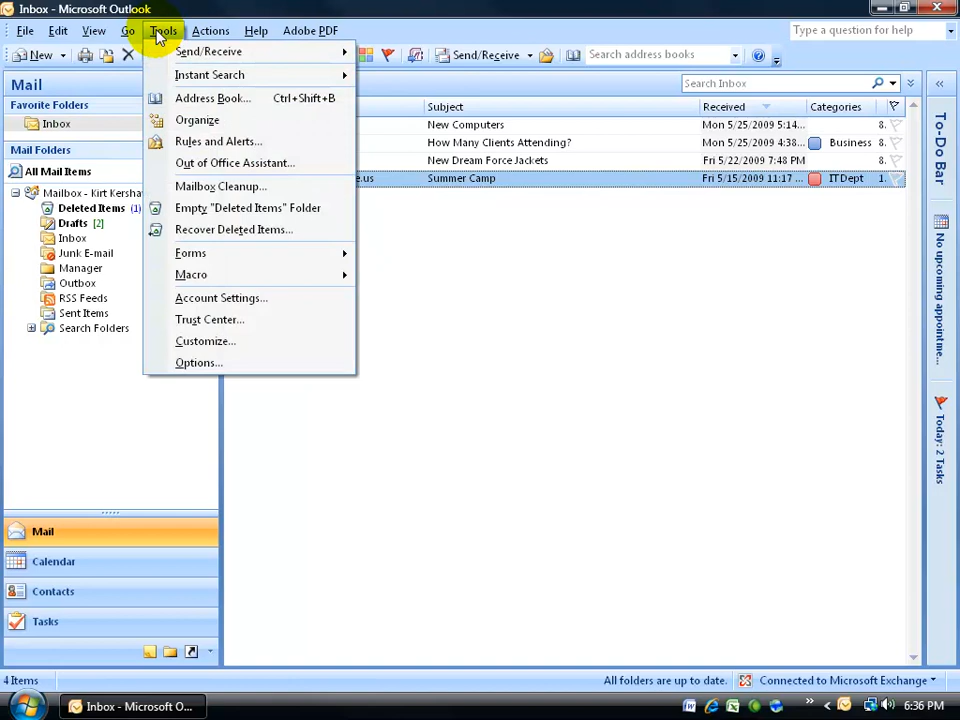 Inbox - Microsoft Outlook
File Edit View Go Tools Actions Help Adobe PDF Type a question for help
New Send/Receive Search address books
Mail Search Inbox
Favorite Folders
Inbox
Mail Folders
All Mail Items
Mailbox - Kirt Kersha
Deleted Items (1)
Drafts [2]
Inbox
Junk E-mail
Manager
Outbox
RSS Feeds
Sent Items
Search Folders
Send/Receive
Instant Search
Address Book... Ctrl+Shift+B
Organize
Rules and Alerts...
Out of Office Assistant...
Mailbox Cleanup...
Empty "Deleted Items" Folder
Recover Deleted Items...
Forms
Macro
Account Settings...
Trust Center...
Customize...
Options...
Subject Received Categories
New Computers Mon 5/25/2009 5:14... 8.
How Many Clients Attending? Mon 5/25/2009 4:38... Business 8.
New Dream Force Jackets Fri 5/22/2009 7:48 PM 8.
e.us Summer Camp Fri 5/15/2009 11:17 ... IT Dept 1.
To-Do Bar
No upcoming appointme...
Today: 2 Tasks
Mail
Calendar
Contacts
Tasks
4 Items All folders are up to date. Connected to Microsoft Exchange
Inbox - Microsoft O... 6:36 PM